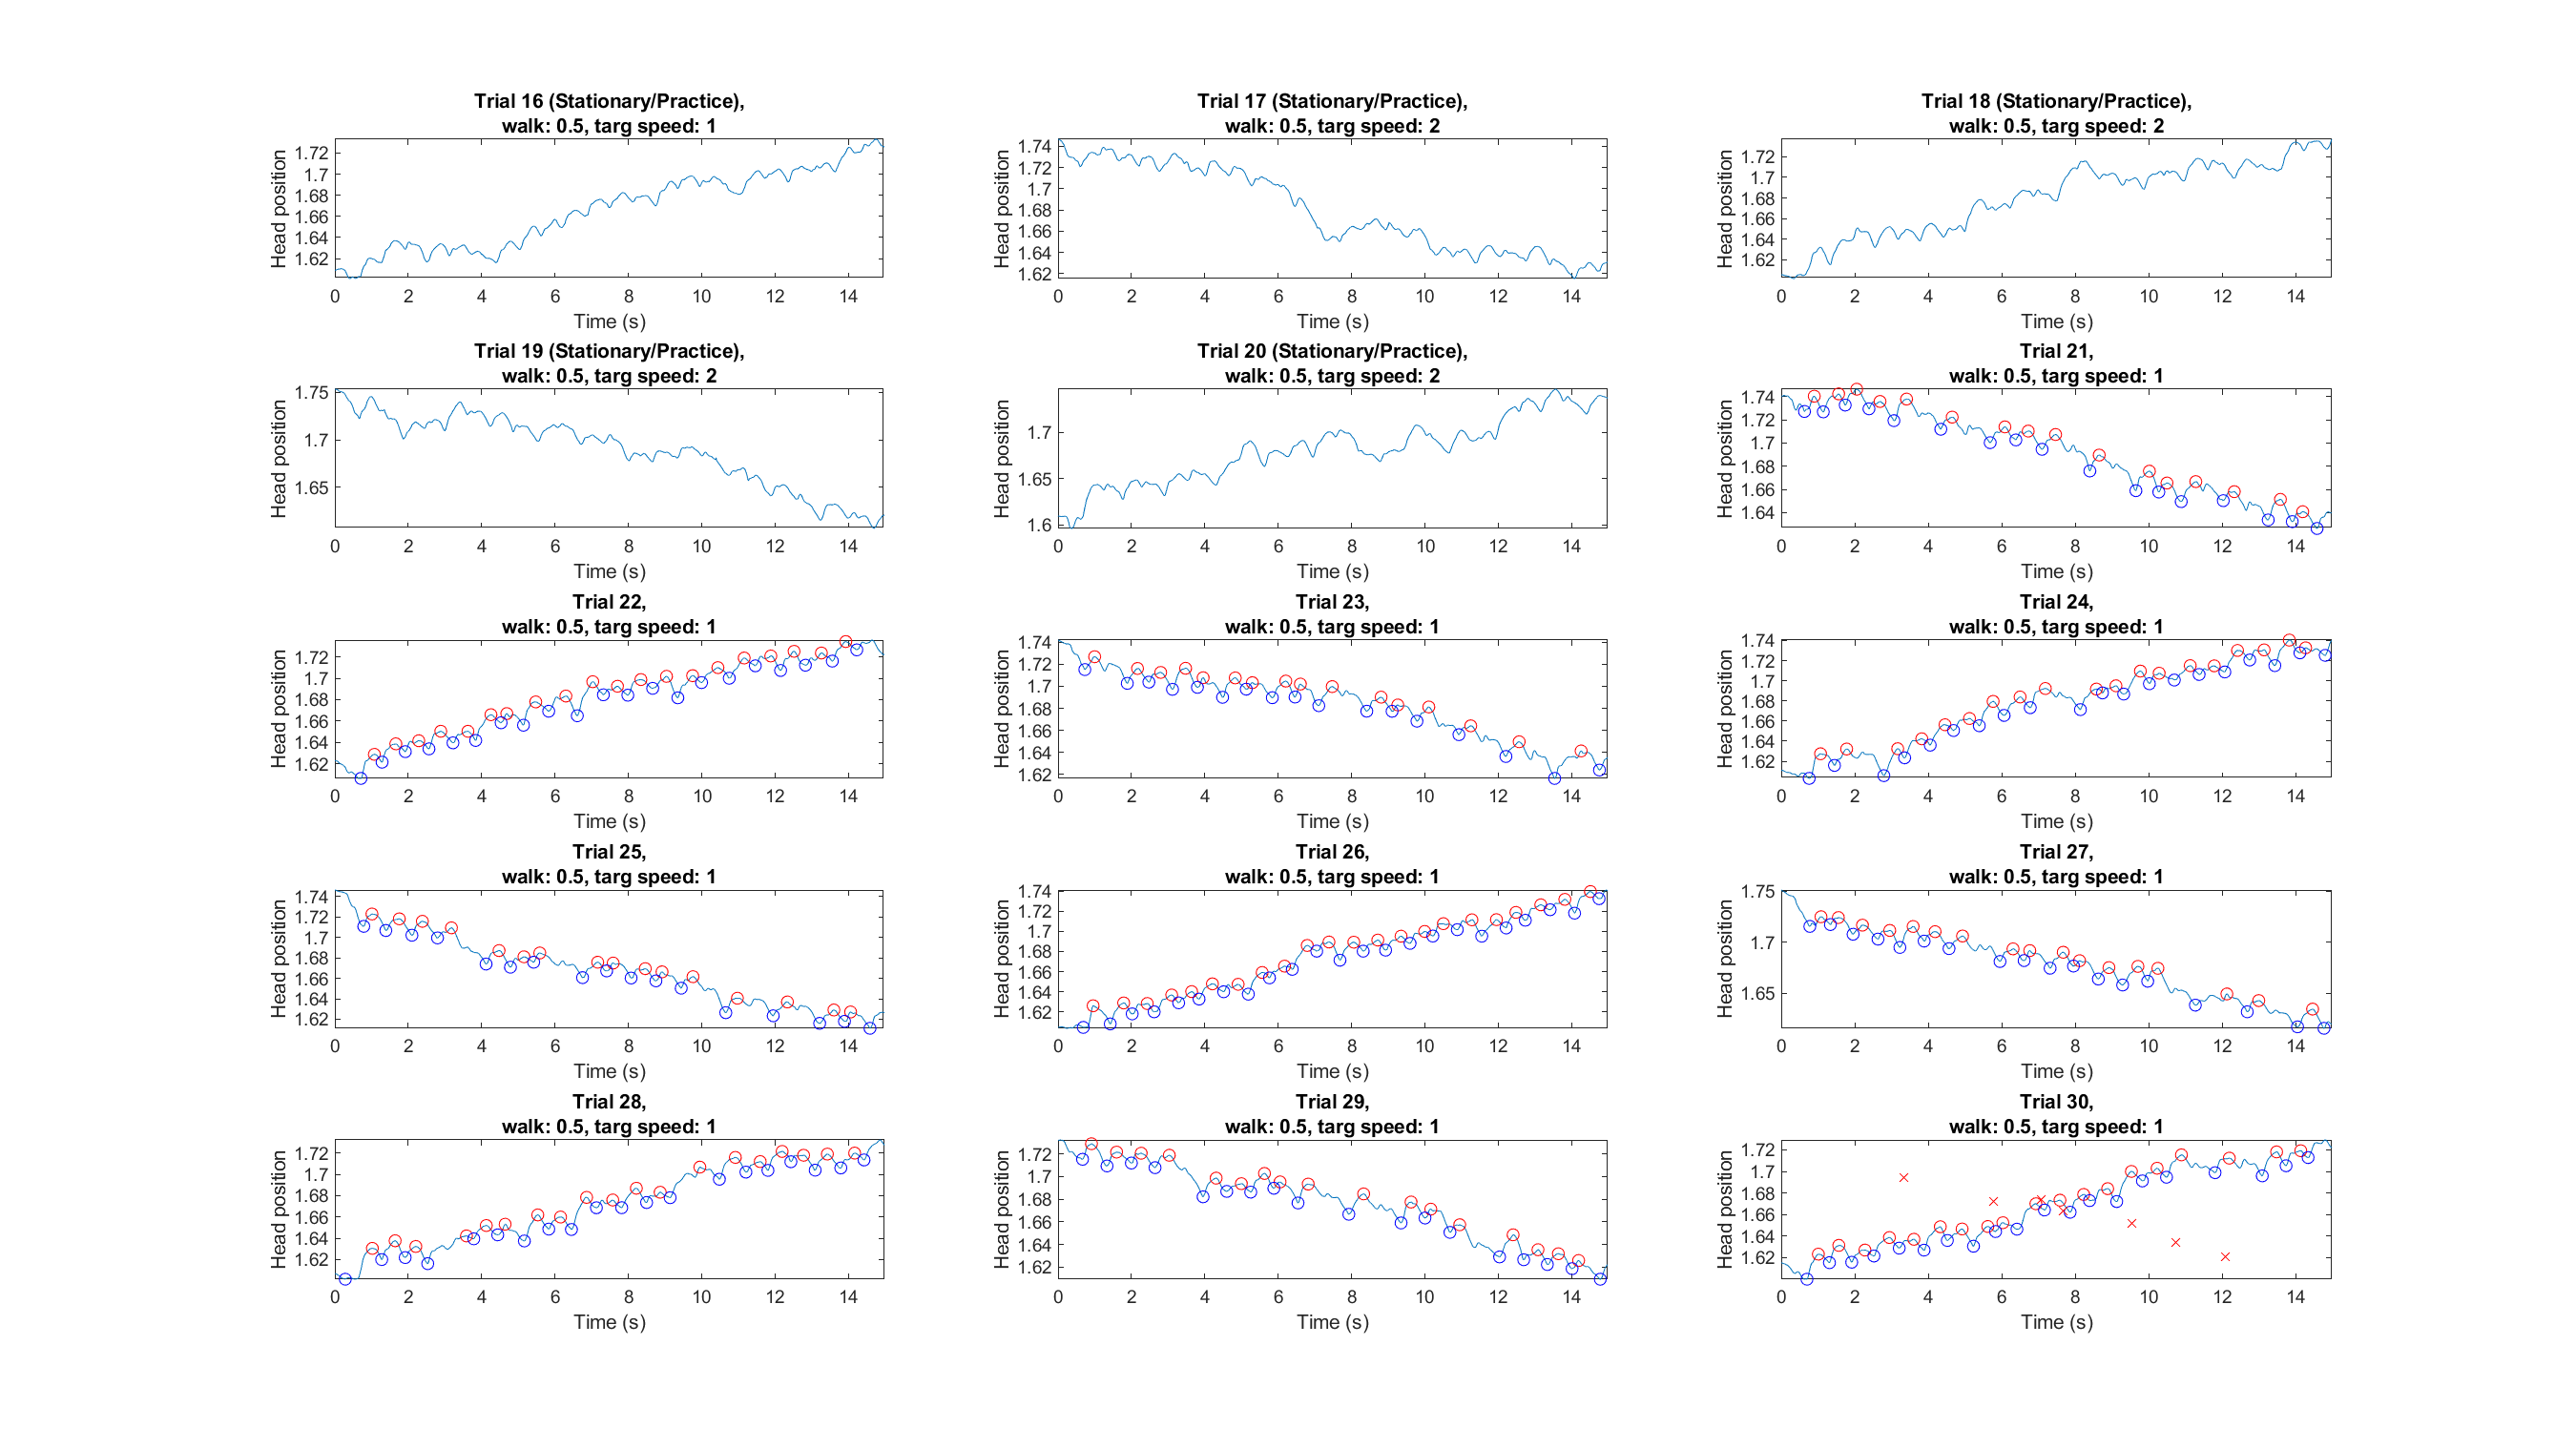 Trial 16 (Stationary/Practice),
walk: 0.5, targ speed: 1
Head position
1.72
1.7
1.68
1.66
1.64
1.62
0 2 4 6 8 10 12 14
Time (s)
Trial 17 (Stationary/Practice),
walk: 0.5, targ speed: 2
Head position
1.74
1.72
1.7
1.68
1.66
1.64
1.62
0 2 4 6 8 10 12 14
Time (s)
Trial 18 (Stationary/Practice),
walk: 0.5, targ speed: 2
Head position
1.72
1.7
1.68
1.66
1.64
1.62
0 2 4 6 8 10 12 14
Time (s)
Trial 19 (Stationary/Practice),
walk: 0.5, targ speed: 2
Head position
1.75
1.7
1.65
0 2 4 6 8 10 12 14
Time (s)
Trial 20 (Stationary/Practice),
walk: 0.5, targ speed: 2
Head position
1.7
1.65
1.6
0 2 4 6 8 10 12 14
Time (s)
Trial 21,
walk: 0.5, targ speed: 1
Head position
1.74
1.72
1.7
1.68
1.66
1.64
0 2 4 6 8 10 12 14
Time (s)
Trial 22,
walk: 0.5, targ speed: 1
Head position
1.72
1.7
1.68
1.66
1.64
1.62
0 2 4 6 8 10 12 14
Time (s)
Trial 23,
walk: 0.5, targ speed: 1
Head position
1.74
1.72
1.7
1.68
1.66
1.64
1.62
0 2 4 6 8 10 12 14
Time (s)
Trial 24,
walk: 0.5, targ speed: 1
Head position
1.74
1.72
1.7
1.68
1.66
1.64
1.62
0 2 4 6 8 10 12 14
Time (s)
Trial 25,
walk: 0.5, targ speed: 1
Head position
1.74
1.72
1.7
1.68
1.66
1.64
1.62
0 2 4 6 8 10 12 14
Time (s)
Trial 26,
walk: 0.5, targ speed: 1
Head position
1.74
1.72
1.7
1.68
1.66
1.64
1.62
0 2 4 6 8 10 12 14
Time (s)
Trial 27,
walk: 0.5, targ speed: 1
Head position
1.75
1.7
1.65
0 2 4 6 8 10 12 14
Time (s)
Trial 28,
walk: 0.5, targ speed: 1
Head position
1.72
1.7
1.68
1.66
1.64
1.62
0 2 4 6 8 10 12 14
Time (s)
Trial 29,
walk: 0.5, targ speed: 1
Head position
1.72
1.7
1.68
1.66
1.64
1.62
0 2 4 6 8 10 12 14
Time (s)
Trial 30,
walk: 0.5, targ speed: 1
Head position
1.72
1.7
1.68
1.66
1.64
1.62
0 2 4 6 8 10 12 14
Time (s)